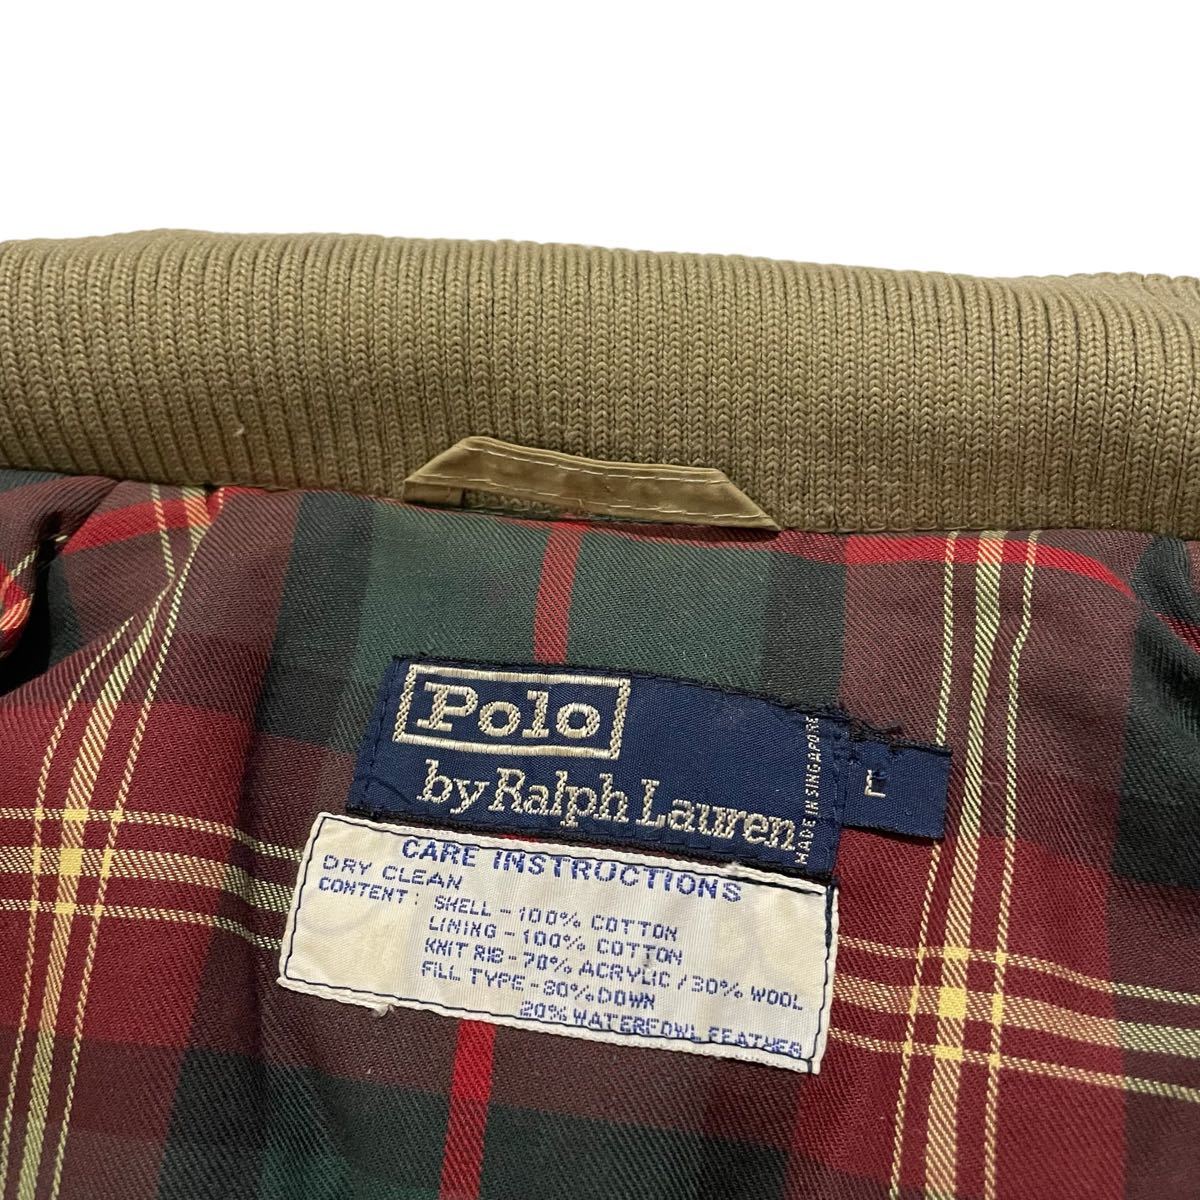 Polo
by Ralph Lauren
MADE IN SINGAPORE
L
CARE INSTRUCTIONS
DRY CLEAN
CONTENT: SHELL-100% COTTON
LINING-100% COTTON
KNIT RIB-70% ACRYLIC/30% WOOL
FILL TYPE-80% DOWN
20% WATERFOWL FEATHER